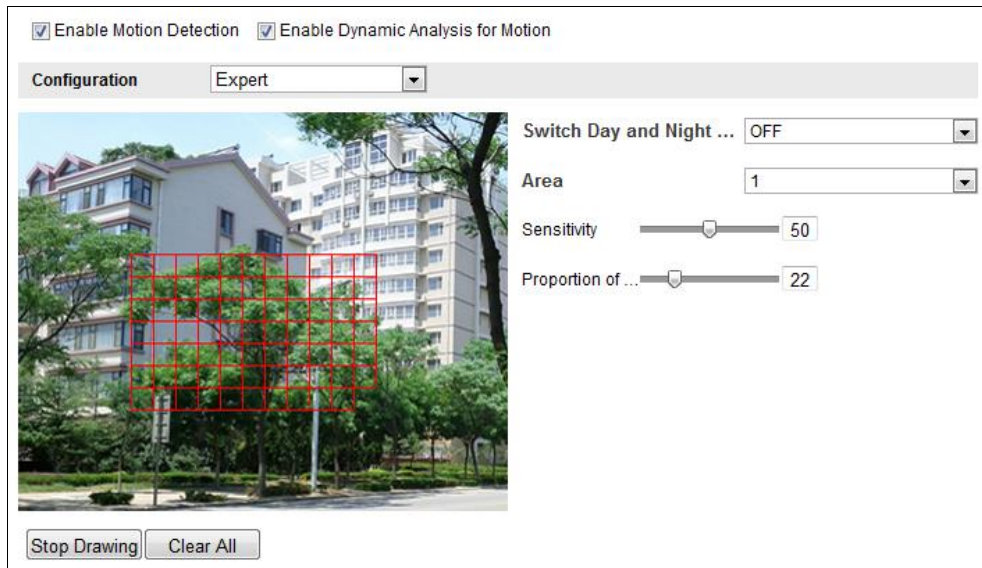 Enable Motion Detection Enable Dynamic Analysis for Motion
Configuration Expert
Switch Day and Night ... OFF
Area 1
Sensitivity 50
Proportion of ... 22
Stop Drawing Clear All